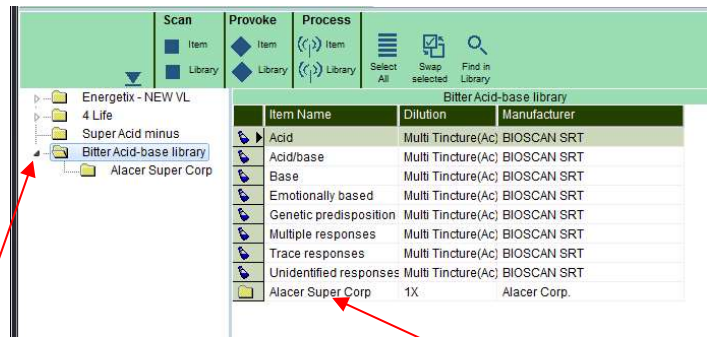 Scan Provoke Process
Item Item Item
Library Library Library Select All Swap selected Find in Library
Energetix - NEW VL
4 Life
Super Acid minus
Bitter Acid-base library
Alacer Super Corp
Bitter Acid-base library
Item Name Dilution Manufacturer
Acid Multi Tincture(Ac) BIOSCAN SRT
Acid/base Multi Tincture(Ac) BIOSCAN SRT
Base Multi Tincture(Ac) BIOSCAN SRT
Emotionally based Multi Tincture(Ac) BIOSCAN SRT
Genetic predisposition Multi Tincture(Ac) BIOSCAN SRT
Multiple responses Multi Tincture(Ac) BIOSCAN SRT
Trace responses Multi Tincture(Ac) BIOSCAN SRT
Unidentified responses Multi Tincture(Ac) BIOSCAN SRT
Alacer Super Corp 1X Alacer Corp.